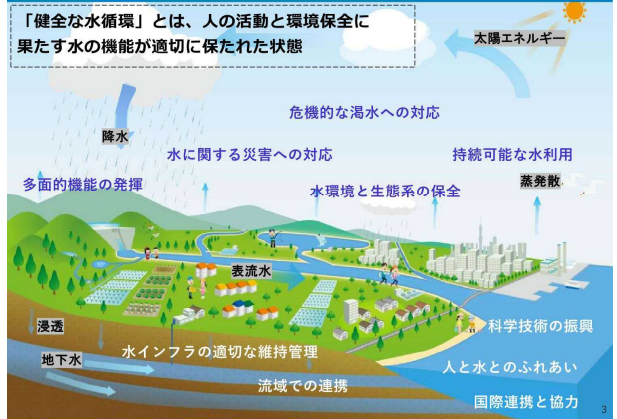 「健全な水循環」とは、人の活動と環境保全に
果たす水の機能が適切に保たれた状態
太陽エネルギー
危機的な渇水への対応
降水
水に関する災害への対応
持続可能な水利用
多面的機能の発揮
水環境と生態系の保全
蒸発散
表流水
浸透
科学技術の振興
水インフラの適切な維持管理
地下水
人と水とのふれあい
流域での連携
国際連携と協力
3